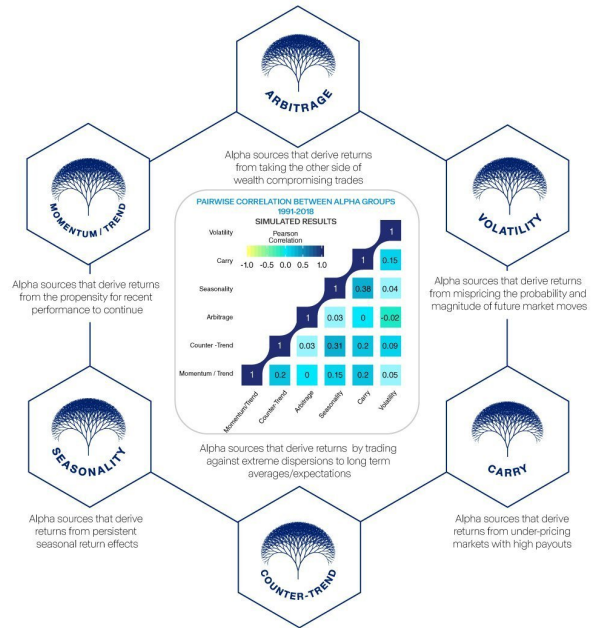 ARBITRAGE
Alpha sources that derive returns
from taking the other side of
wealth compromising trades
MOMENTUM / TREND
Alpha sources that derive returns
from the propensity for recent
performance to continue
VOLATILITY
Alpha sources that derive returns
from mispricing the probability and
magnitude of future market moves
PAIRWISE CORRELATION BETWEEN ALPHA GROUPS
1991-2018
SIMULATED RESULTS
Pearson
Correlation
-1.0 -0.5 0.0 0.5 1.0
Volatility 1
Carry 1 0.15
Seasonality 1 0.38 0.04
Arbitrage 1 0.03 0 -0.02
Counter -Trend 1 0.03 0.31 0.2 0.09
Momentum / Trend 1 0.2 0 0.15 0.2 0.05
Momentum/Trend Counter-Trend Arbitrage Seasonality Carry Volatility
SEASONALITY
Alpha sources that derive
returns from persistent
seasonal return effects
Alpha sources that derive returns by trading
against extreme dispersions to long term
averages/expectations
COUNTER-TREND
CARRY
Alpha sources that derive
returns from under-pricing
markets with high payouts